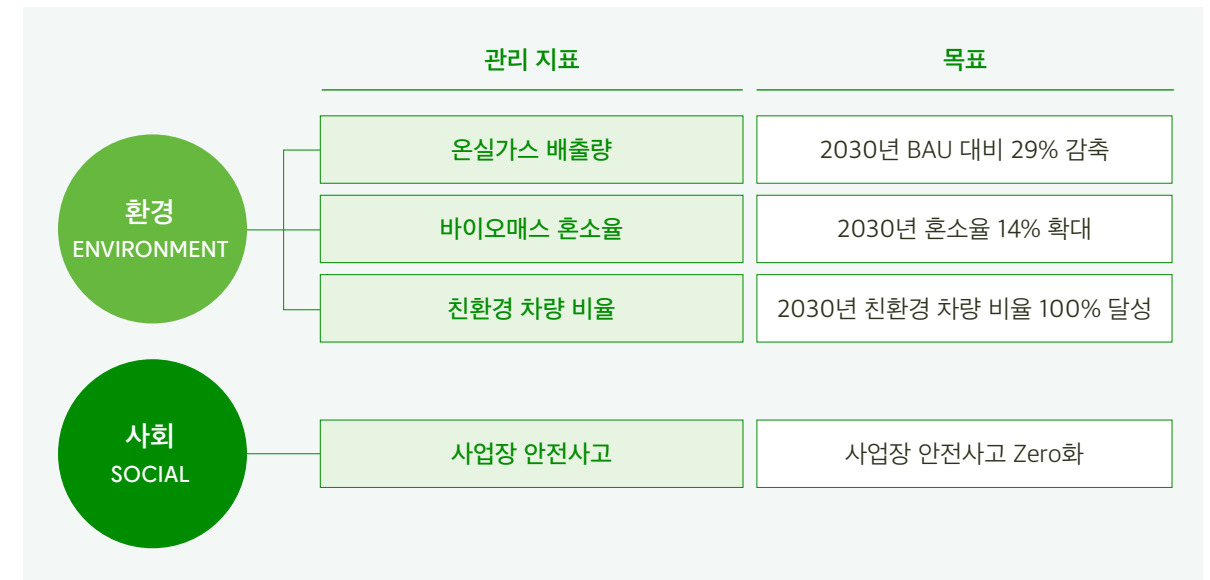 관리 지표
목표
환경
ENVIRONMENT
온실가스 배출량
2030년 BAU 대비 29% 감축
바이오매스 혼소율
2030년 혼소율 14% 확대
친환경 차량 비율
2030년 친환경 차량 비율 100% 달성
사회
SOCIAL
사업장 안전사고
사업장 안전사고 Zero화